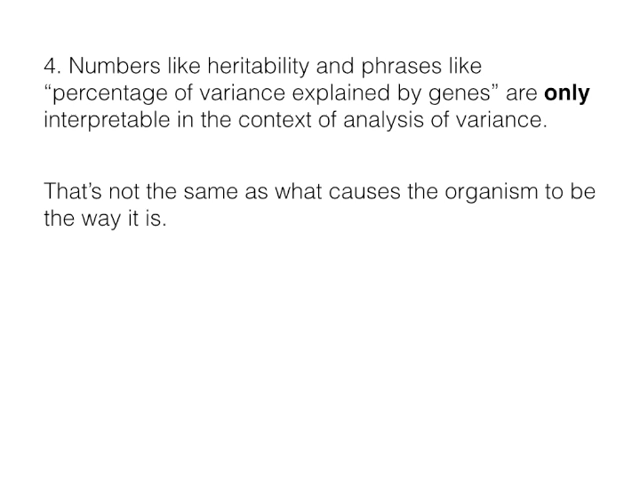 4. Numbers like heritability and phrases like
“percentage of variance explained by genes” are only
interpretable in the context of analysis of variance.
That’s not the same as what causes the organism to be
the way it is.